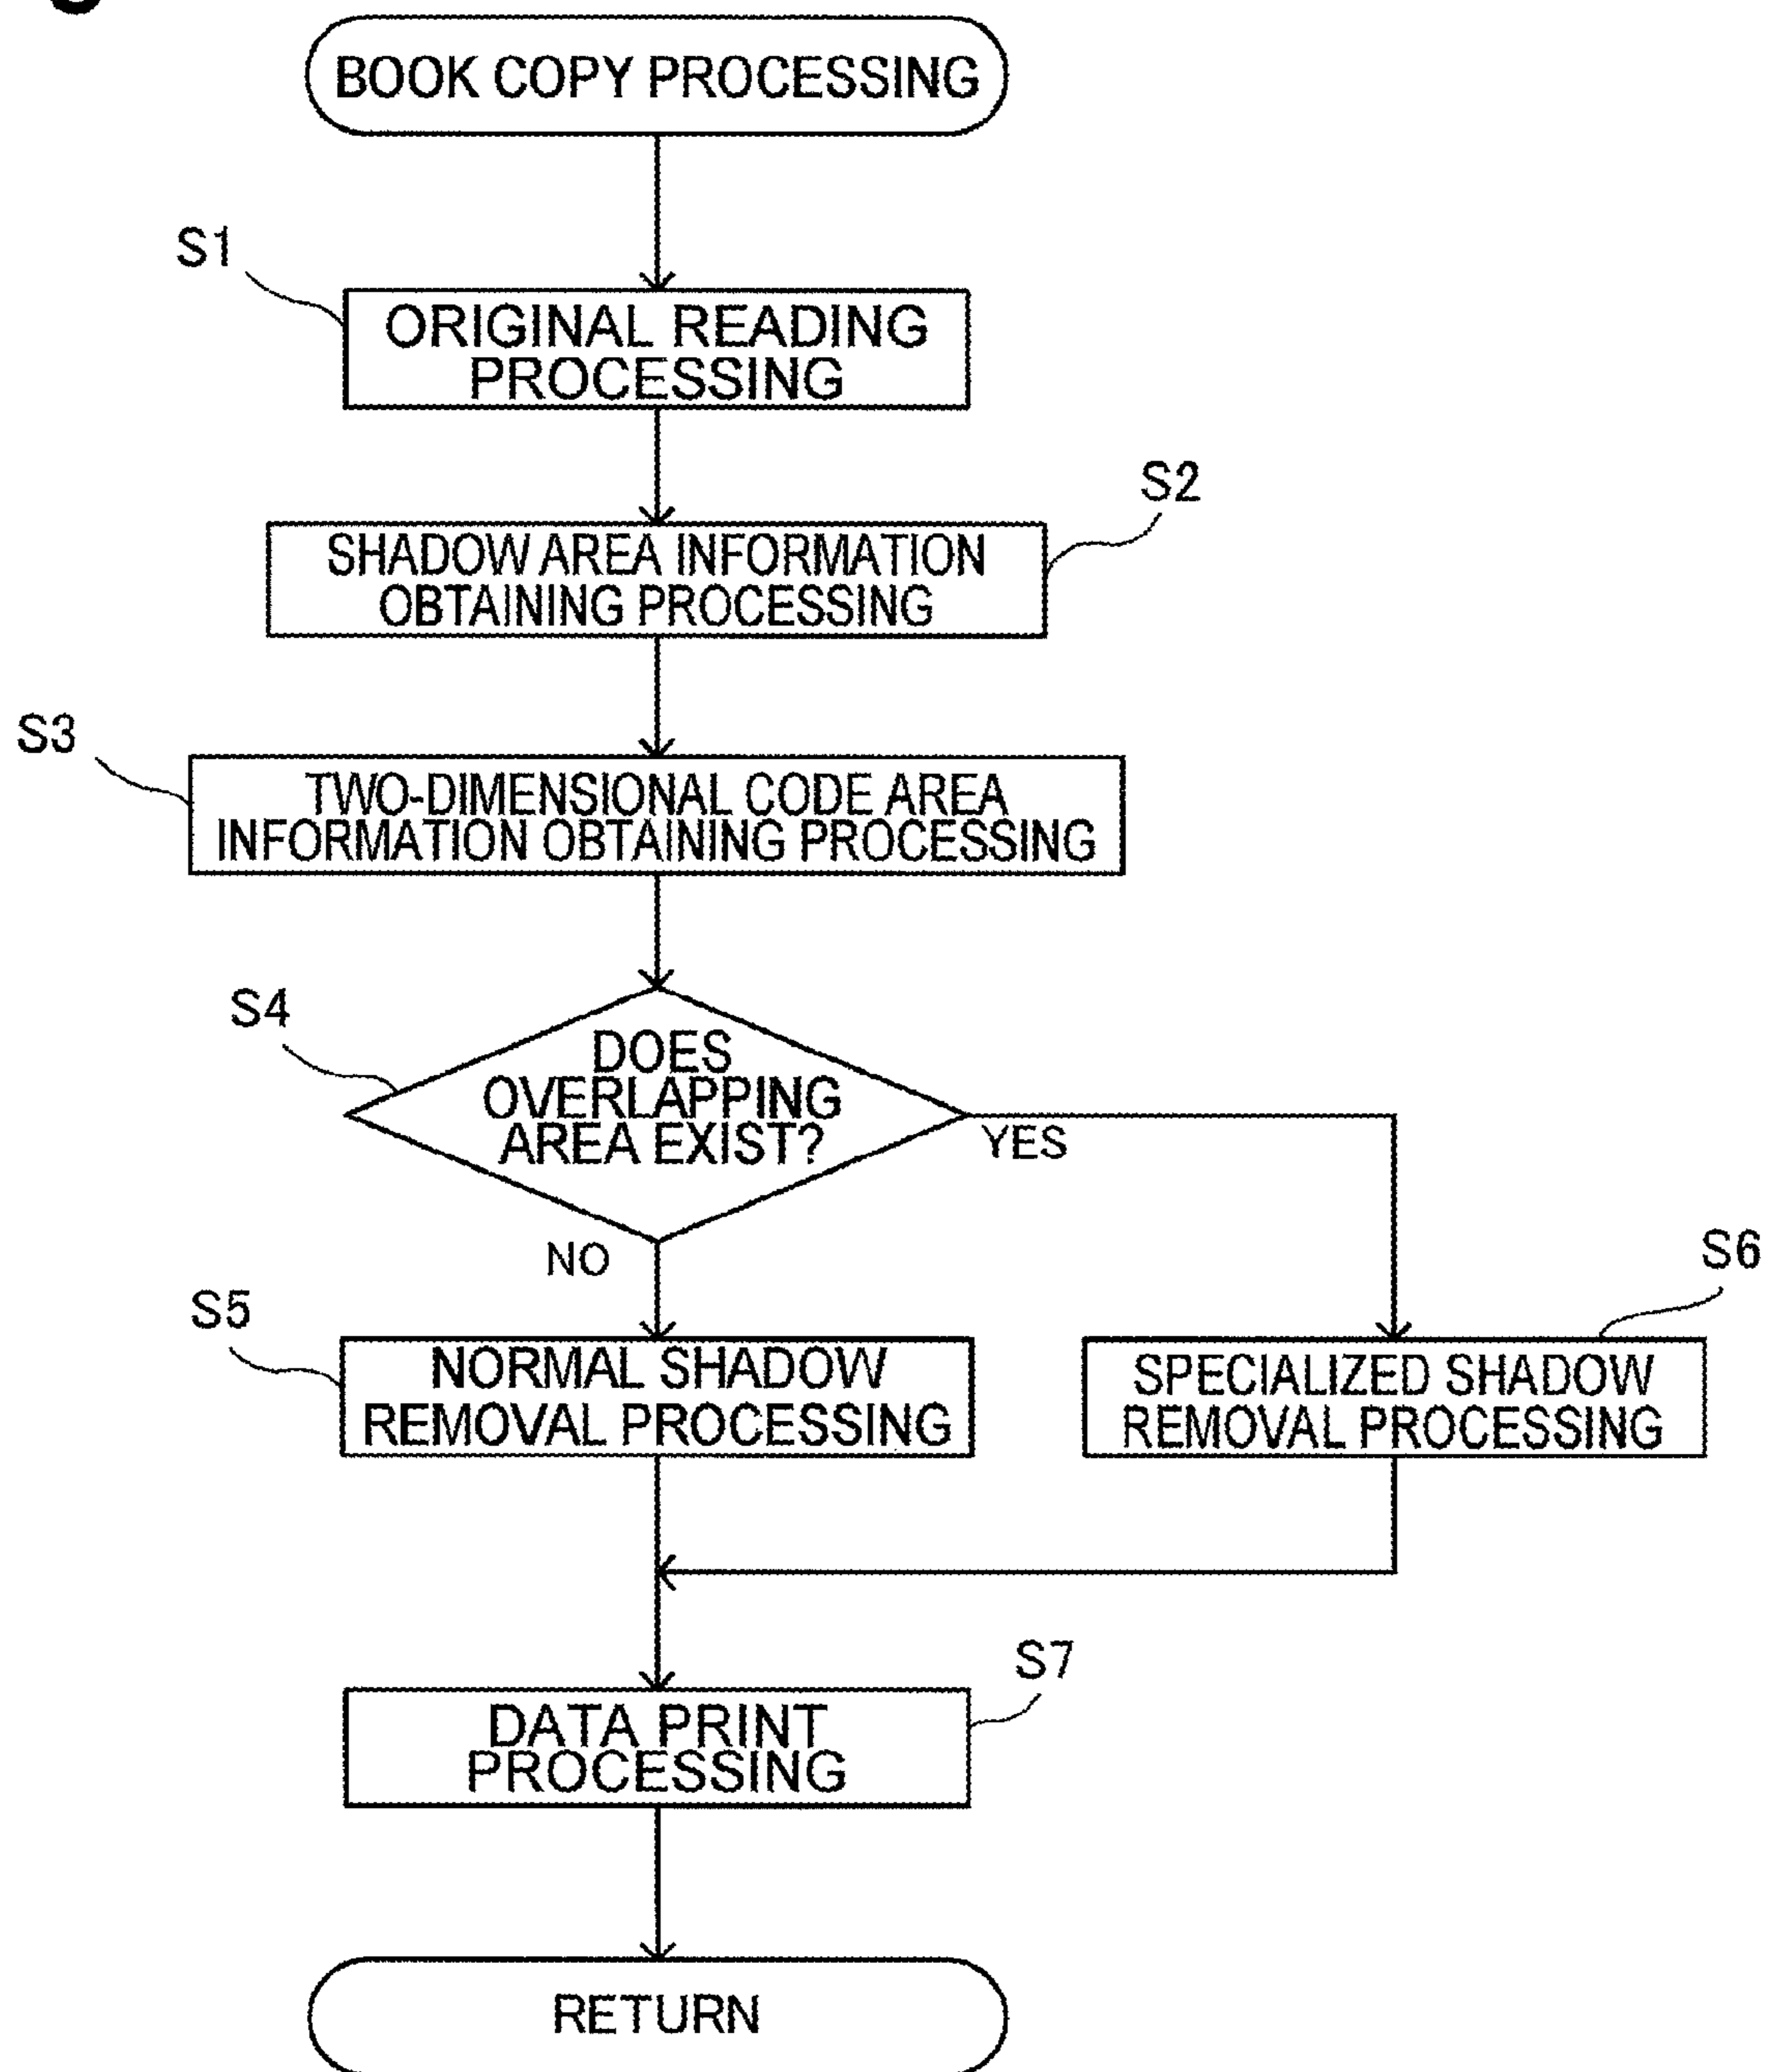 BOOK COPY PROCESSING
S1
ORIGINAL READING
PROCESSING
S2
SHADOW AREA INFORMATION
OBTAINING PROCESSING
S3
TWO-DIMENSIONAL CODE AREA
INFORMATION OBTAINING PROCESSING
S4
DOES
OVERLAPPING
AREA EXIST?
YES
NO
S5
NORMAL SHADOW
REMOVAL PROCESSING
S6
SPECIALIZED SHADOW
REMOVAL PROCESSING
S7
DATA PRINT
PROCESSING
RETURN